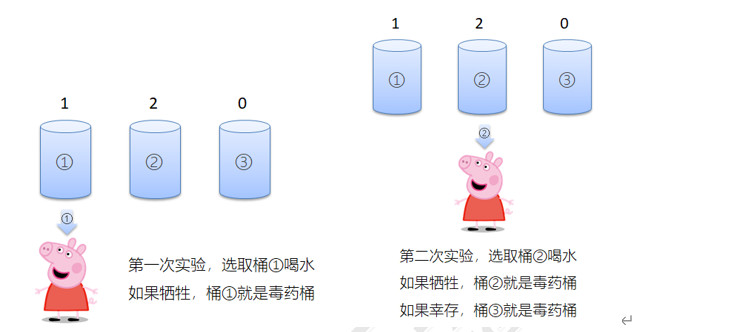 1 2 0
① ② ③
①
第一次实验，选取桶①喝水
如果牺牲，桶①就是毒药桶
1 2 0
① ② ③
②
第二次实验，选取桶②喝水
如果牺牲，桶②就是毒药桶
如果幸存，桶③就是毒药桶